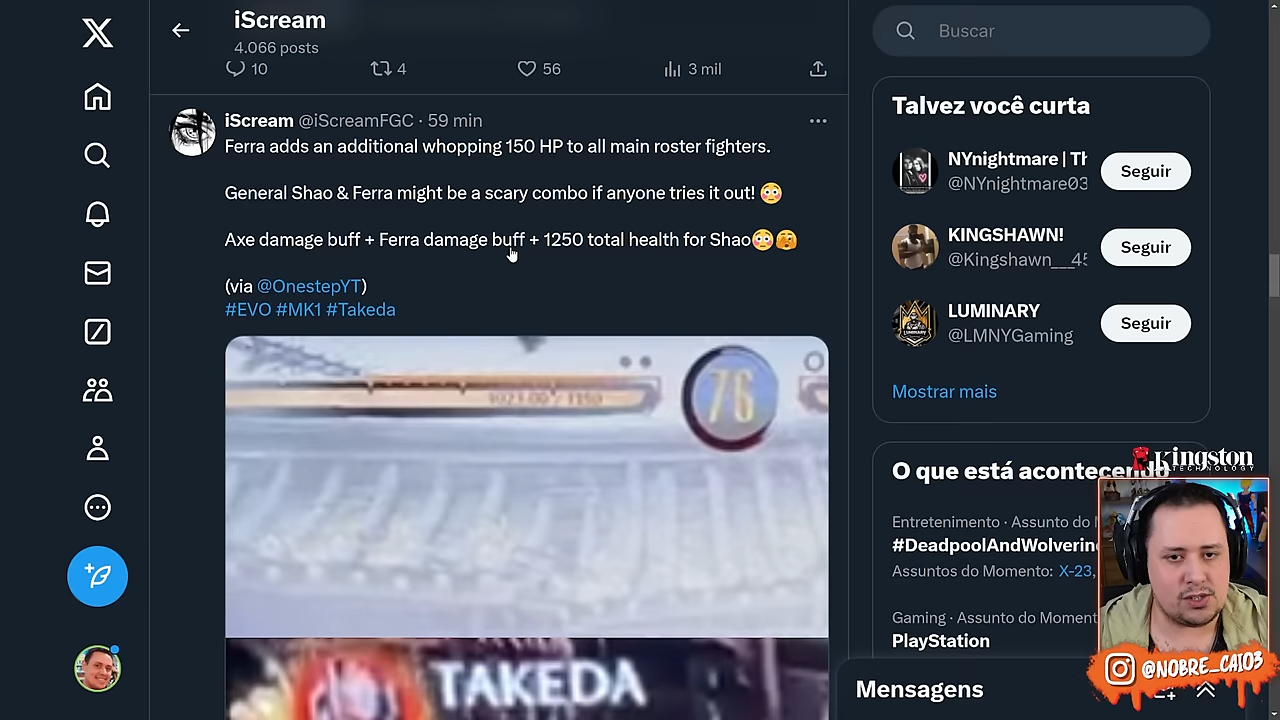 iScream
4.066 posts
10
4
56
3 mil
iScream @iScreamFGC · 59 min
Ferra adds an additional whopping 150 HP to all main roster fighters.
General Shao & Ferra might be a scary combo if anyone tries it out! 😳
Axe damage buff + Ferra damage buff + 1250 total health for Shao😳🫣
(via @OnestepYT)
#EVO #MK1 #Takeda
76
TAKEDA
Buscar
Talvez você curta
NYnightmare | Th
@NYnightmare03
Seguir
KINGSHAWN!
@Kingshawn__45
Seguir
LUMINARY
@LMNYGaming
Seguir
Mostrar mais
O que está acontecendo
Kingston
TECHNOLOGY
Entretenimento · Assunto do M
#DeadpoolAndWolverine
Assuntos do Momento: X-23,
Gaming · Assunto do Moment
PlayStation
Mensagens
@NOBRE_CAIO3